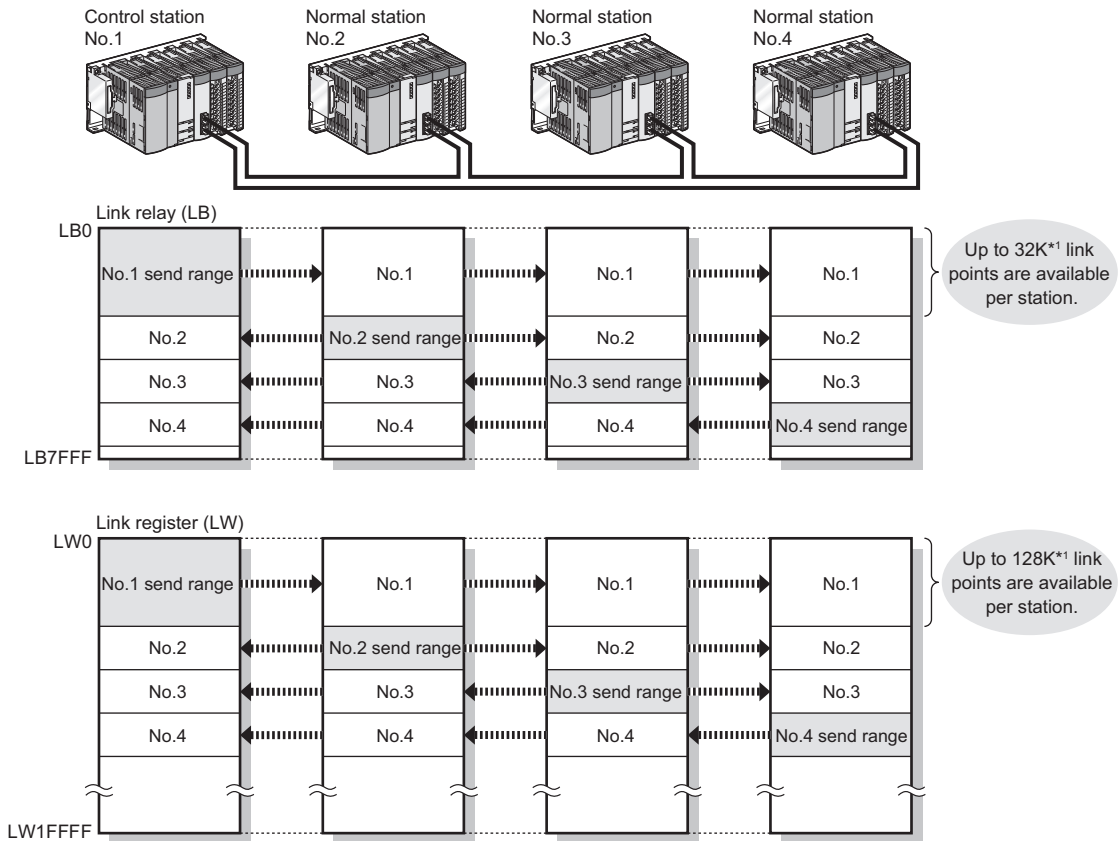 Control station
No.1
Normal station
No.2
Normal station
No.3
Normal station
No.4
Link relay (LB)
LB0
No.1 send range
No.1
No.1
No.1
Up to 32K*1 link
points are available
per station.
No.2
No.2 send range
No.2
No.2
No.3
No.3
No.3 send range
No.3
No.4
No.4
No.4
No.4 send range
LB7FFF
Link register (LW)
LW0
No.1 send range
No.1
No.1
No.1
Up to 128K*1 link
points are available
per station.
No.2
No.2 send range
No.2
No.2
No.3
No.3
No.3 send range
No.3
No.4
No.4
No.4
No.4 send range
LW1FFFF